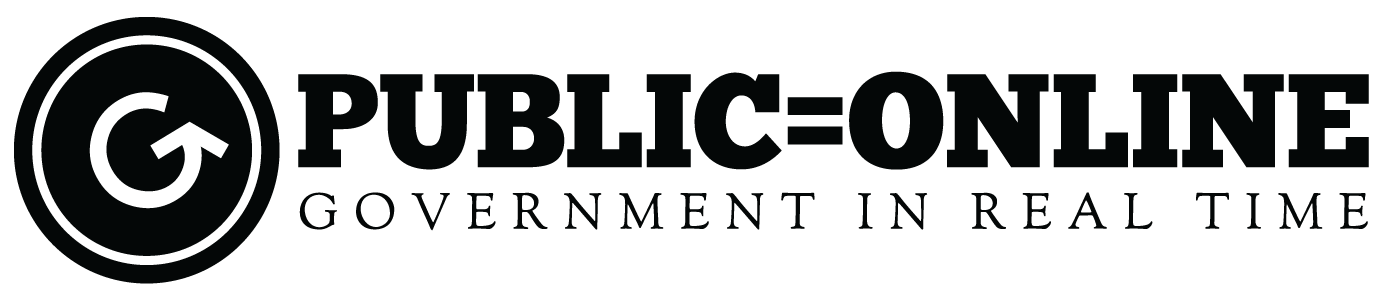 PUBLIC=ONLINE
GOVERNMENT IN REAL TIME